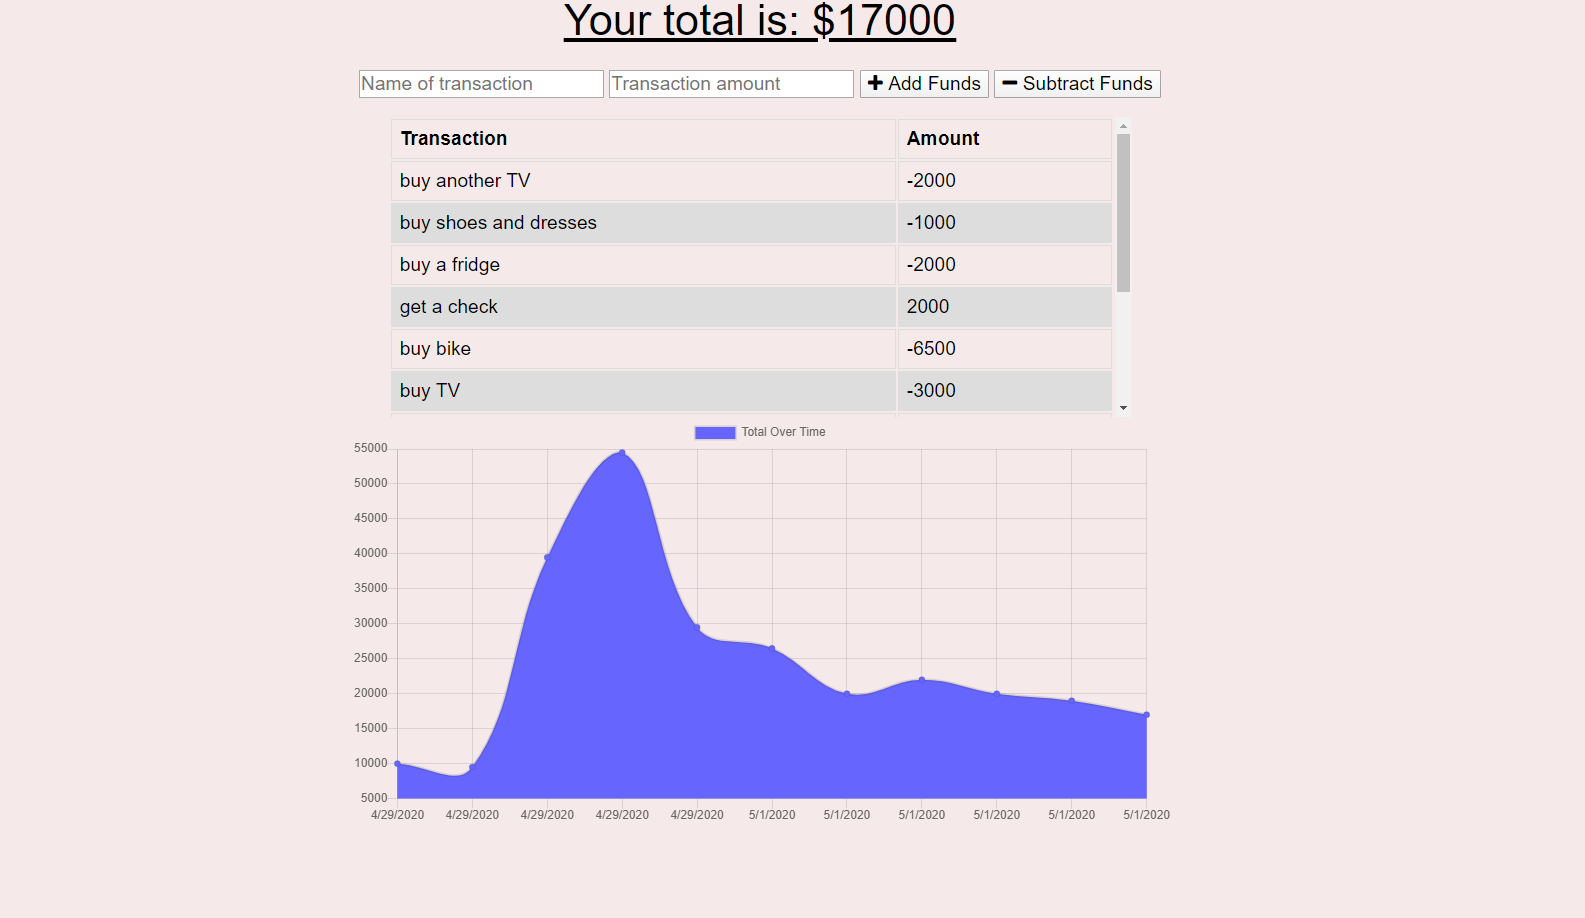 Your total is: $17000
Name of transaction Transaction amount Add Funds Subtract Funds
Transaction Amount
buy another TV -2000
buy shoes and dresses -1000
buy a fridge -2000
get a check 2000
buy bike -6500
buy TV -3000
Total Over Time
55000
50000
45000
40000
35000
30000
25000
20000
15000
10000
5000
4/29/2020 4/29/2020 4/29/2020 4/29/2020 4/29/2020 5/1/2020 5/1/2020 5/1/2020 5/1/2020 5/1/2020 5/1/2020